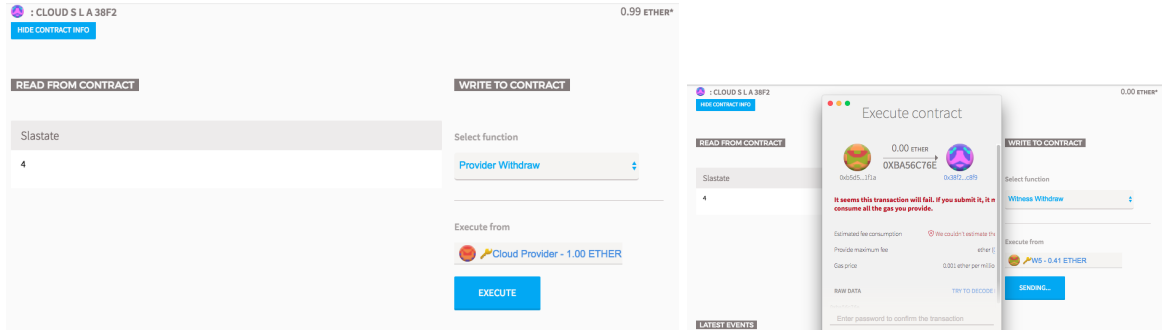 : CLOUD S L A 38F2
0.99 ETHER*
HIDE CONTRACT INFO
READ FROM CONTRACT
WRITE TO CONTRACT
Slastate
4
Select function
Provider Withdraw
Execute from
Cloud Provider - 1.00 ETHER
EXECUTE
: CLOUD S L A 38F2
0.00 ETHER*
HIDE CONTRACT INFO
READ FROM CONTRACT
WRITE TO CONTRACT
Slastate
4
Execute contract
0.00 ETHER
0XBA56C76E
0xb5d5...1f1a
0x38f2...c8f9
It seems this transaction will fail. If you submit it, it m
consume all the gas you provide.
Estimated fee consumption
We couldn't estimate the
Provide maximum fee
ether (
Gas price
0.001 ether per millio
RAW DATA
TRY TO DECODE
Enter password to confirm the transaction
Select function
Witness Withdraw
Execute from
W5 - 0.41 ETHER
SENDING...
LATEST EVENTS